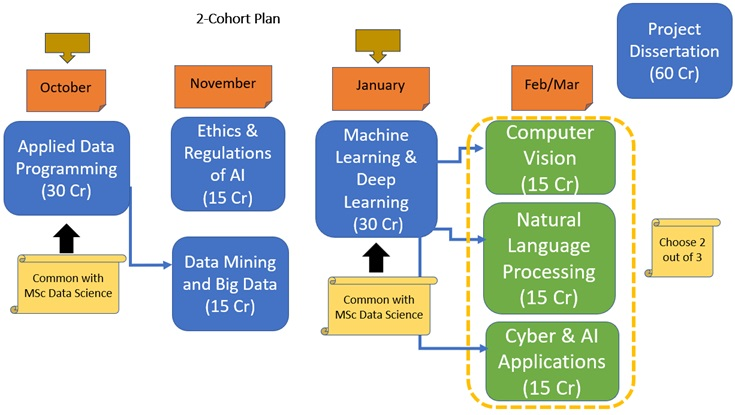 2-Cohort Plan
Project
Dissertation
(60 Cr)
October
November
January
Feb/Mar
Applied Data
Programming
(30 Cr)
Ethics &
Regulations
of AI
(15 Cr)
Machine
Learning &
Deep
Learning
(30 Cr)
Computer
Vision
(15 Cr)
Natural
Language
Processing
(15 Cr)
Choose 2
out of 3
Common with
MSc Data Science
Data Mining
and Big Data
(15 Cr)
Common with
MSc Data Science
Cyber & AI
Applications
(15 Cr)